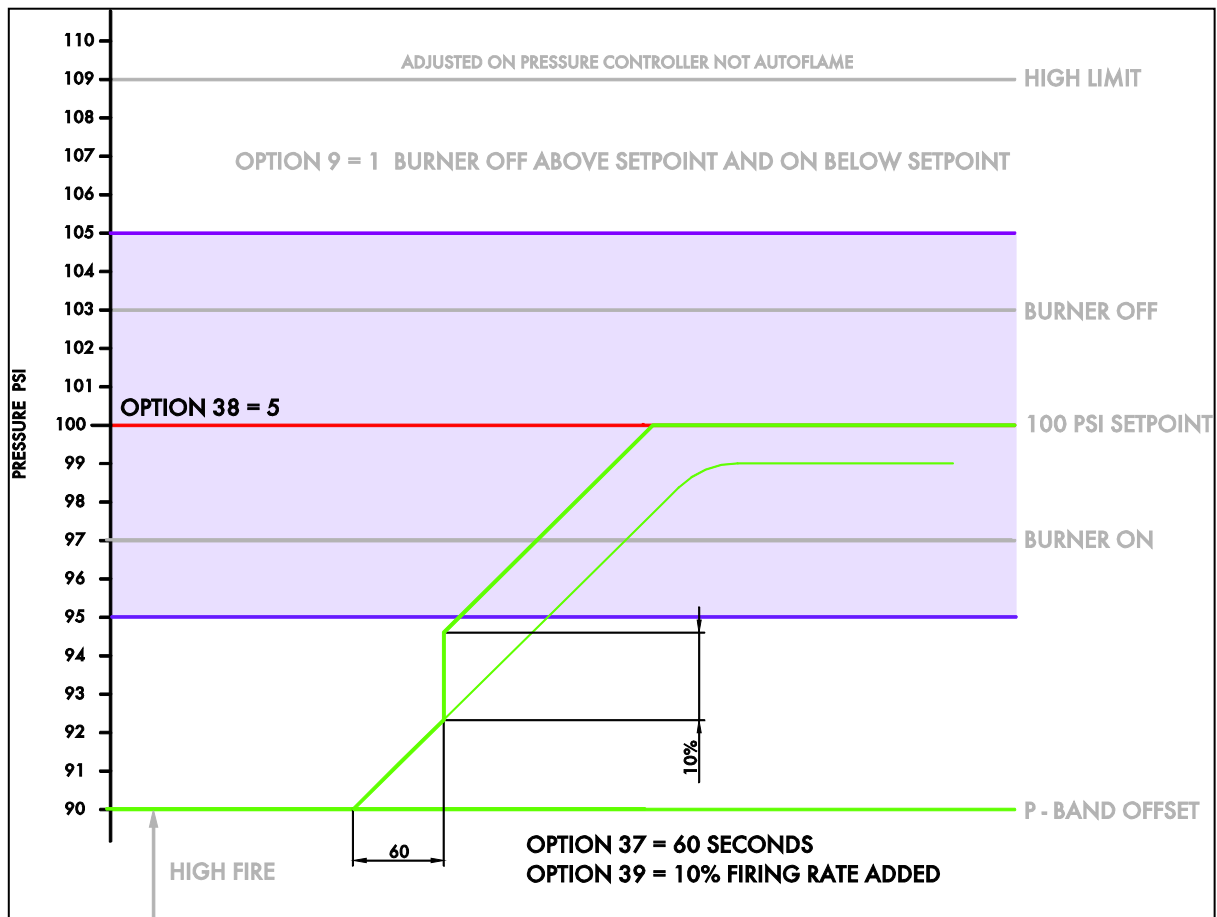 110
ADJUSTED ON PRESSURE CONTROLLER NOT AUTOFLAME
109
HIGH LIMIT
108
107
OPTION 9 = 1 BURNER OFF ABOVE SETPOINT AND ON BELOW SETPOINT
106
105
104
103
BURNER OFF
102
101
PRESSURE PSI
OPTION 38 = 5
100
100 PSI SETPOINT
99
98
97
BURNER ON
96
95
94
93
92
10%
91
90
P - BAND OFFSET
60
OPTION 37 = 60 SECONDS
HIGH FIRE
OPTION 39 = 10% FIRING RATE ADDED